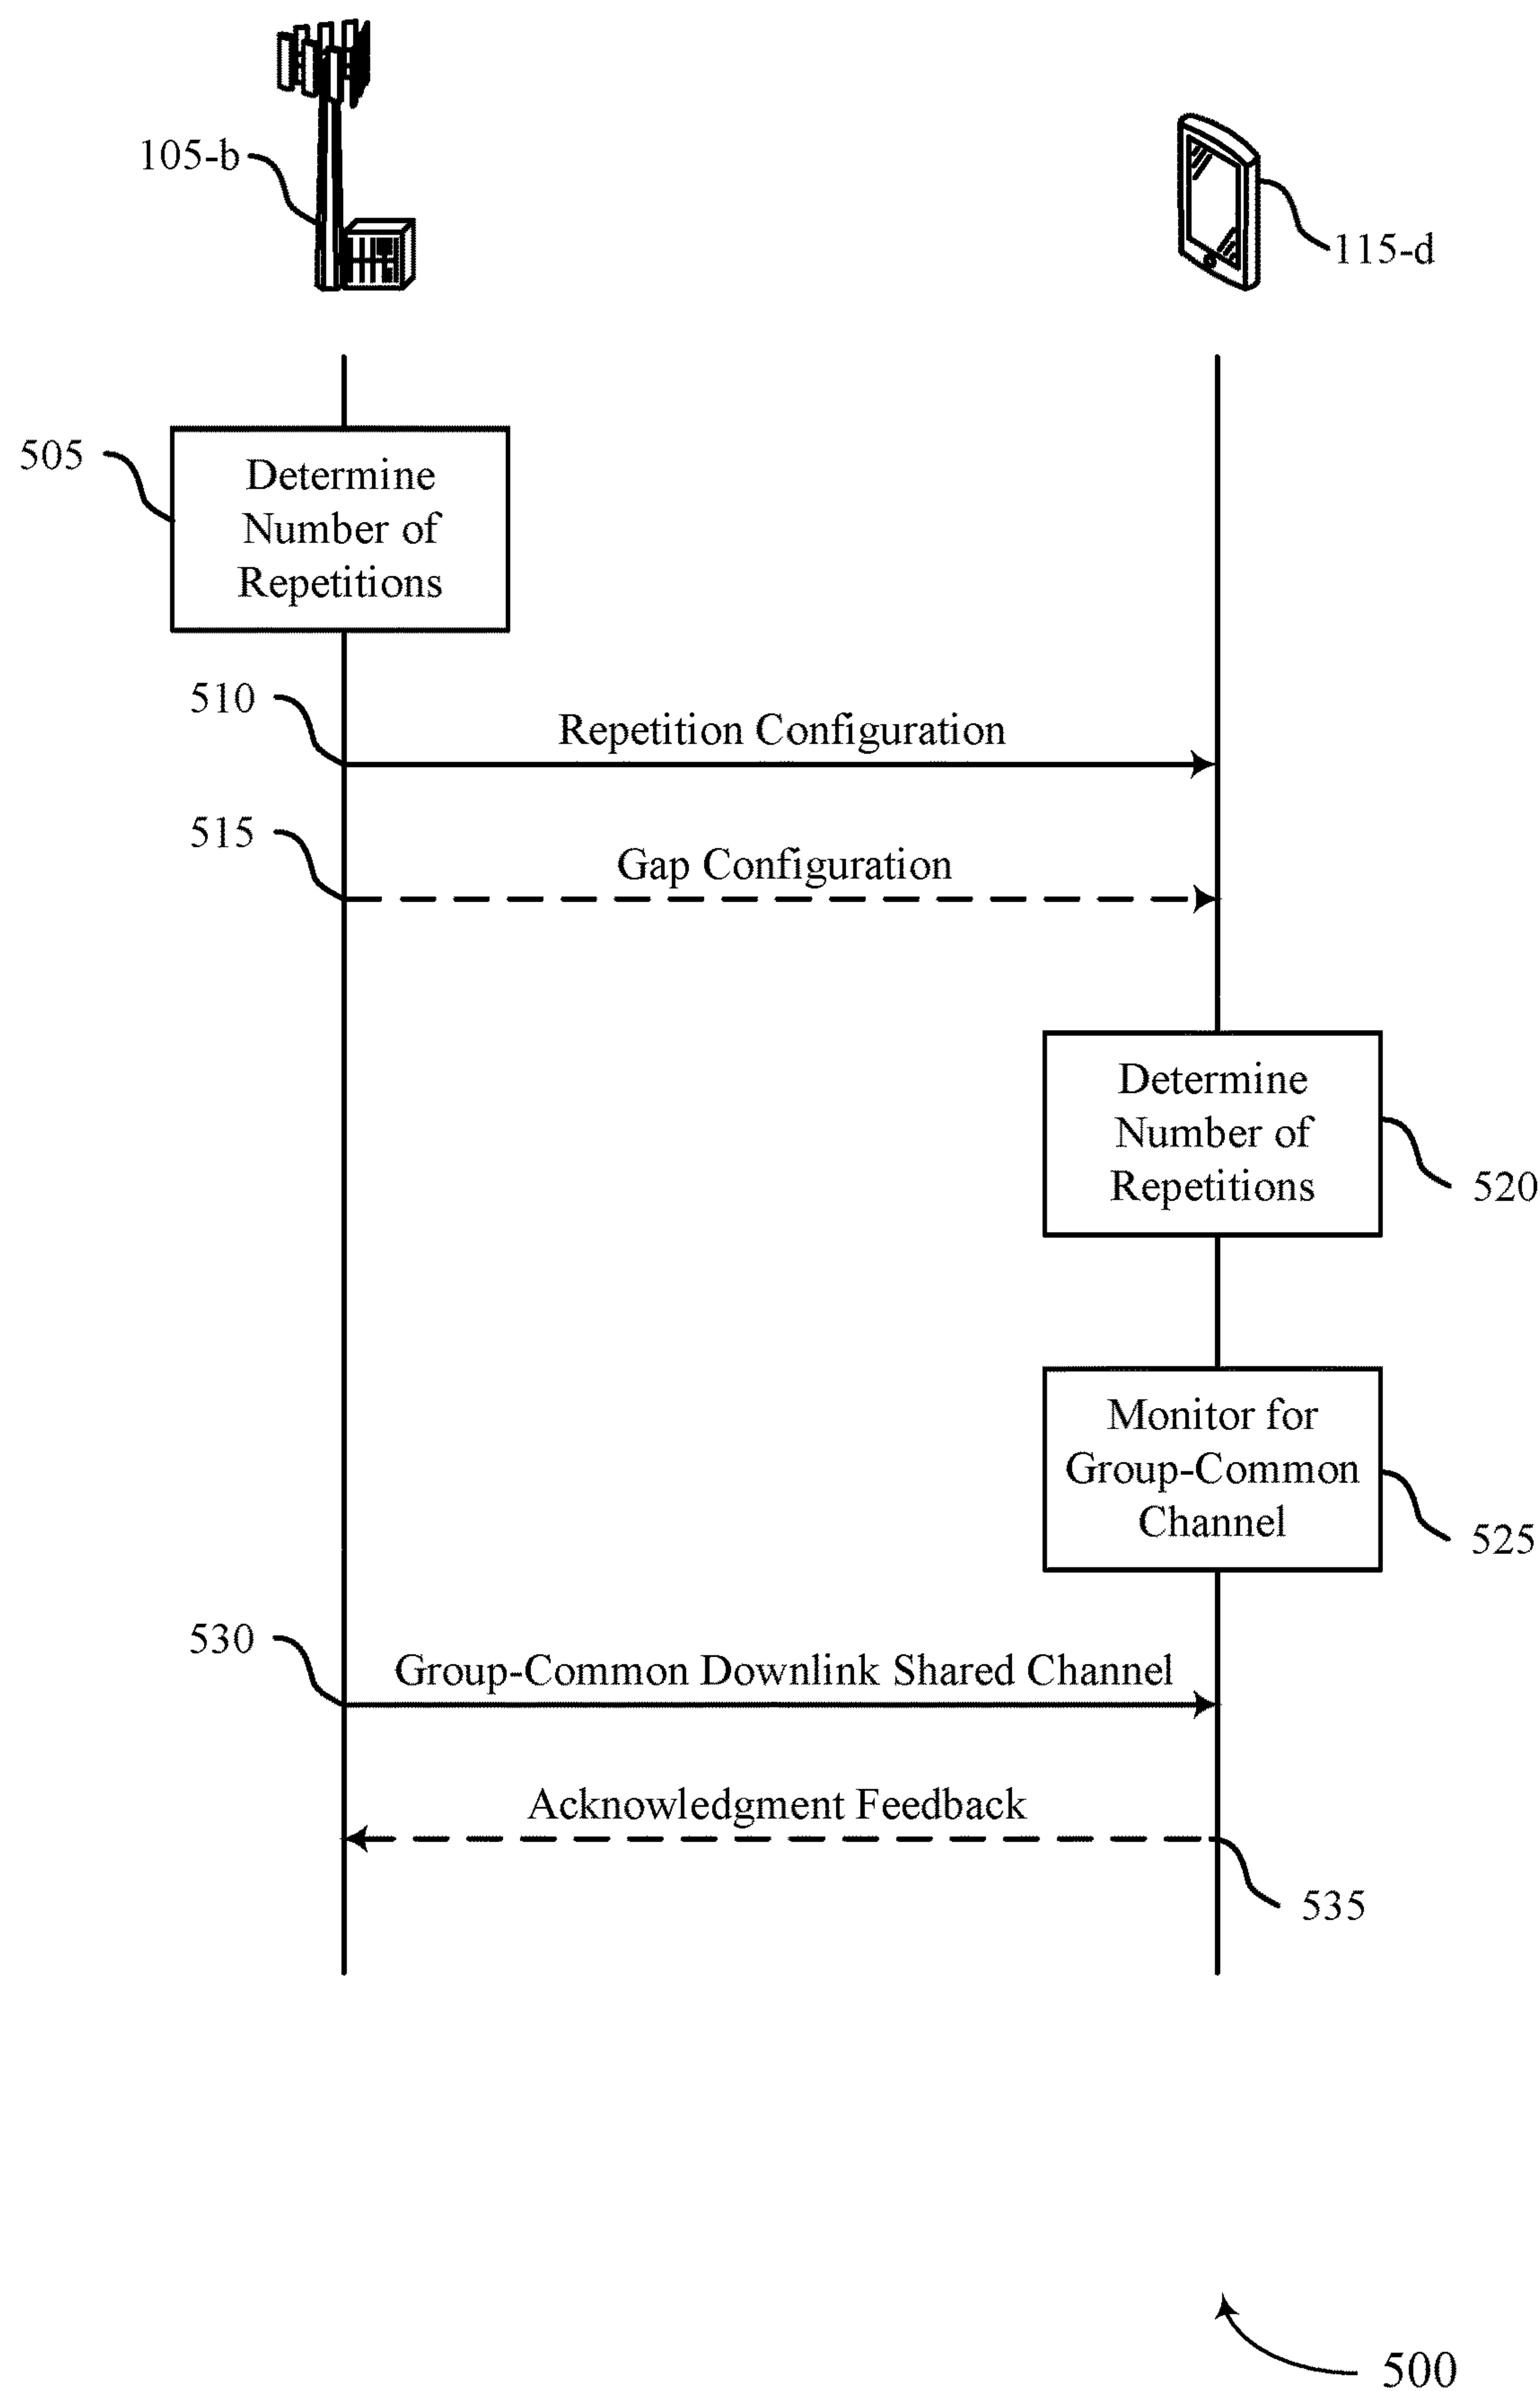 105-b
115-d
505
Determine
Number of
Repetitions
510
Repetition Configuration
515
Gap Configuration
Determine
Number of
Repetitions
520
Monitor for
Group-Common
Channel
525
530
Group-Common Downlink Shared Channel
Acknowledgment Feedback
535
500